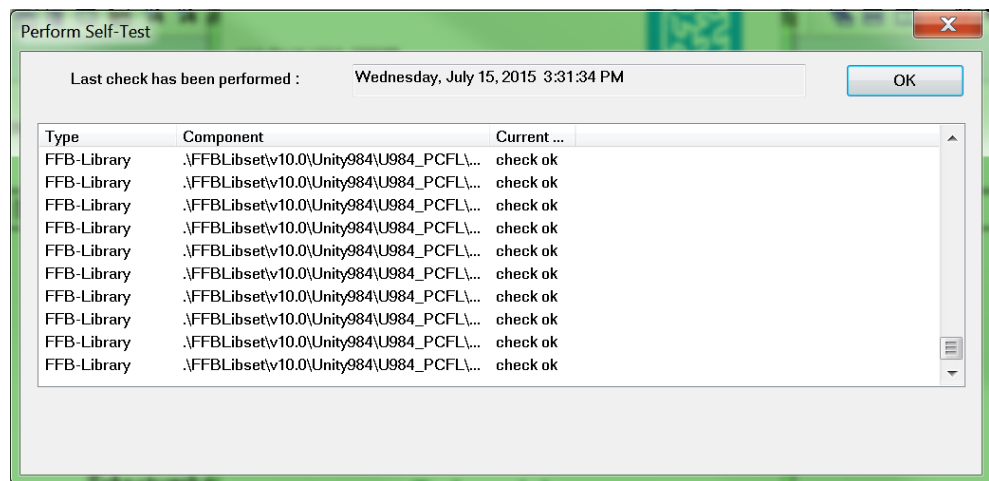 Perform Self-Test
Last check has been performed : Wednesday, July 15, 2015 3:31:34 PM OK
Type Component Current ...
FFB-Library .\FFBLibset\v10.0\Unity984\U984_PCFL\... check ok
FFB-Library .\FFBLibset\v10.0\Unity984\U984_PCFL\... check ok
FFB-Library .\FFBLibset\v10.0\Unity984\U984_PCFL\... check ok
FFB-Library .\FFBLibset\v10.0\Unity984\U984_PCFL\... check ok
FFB-Library .\FFBLibset\v10.0\Unity984\U984_PCFL\... check ok
FFB-Library .\FFBLibset\v10.0\Unity984\U984_PCFL\... check ok
FFB-Library .\FFBLibset\v10.0\Unity984\U984_PCFL\... check ok
FFB-Library .\FFBLibset\v10.0\Unity984\U984_PCFL\... check ok
FFB-Library .\FFBLibset\v10.0\Unity984\U984_PCFL\... check ok
FFB-Library .\FFBLibset\v10.0\Unity984\U984_PCFL\... check ok